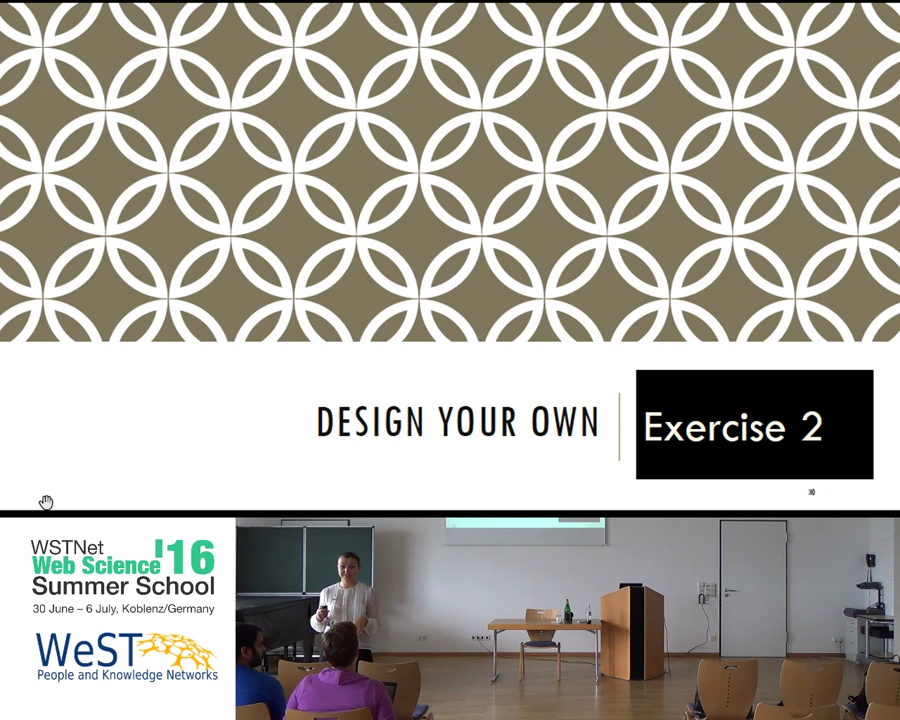 DESIGN YOUR OWN
Exercise 2
30
WSTNet
Web Science '16
Summer School
30 June – 6 July, Koblenz/Germany
WeST
People and Knowledge Networks